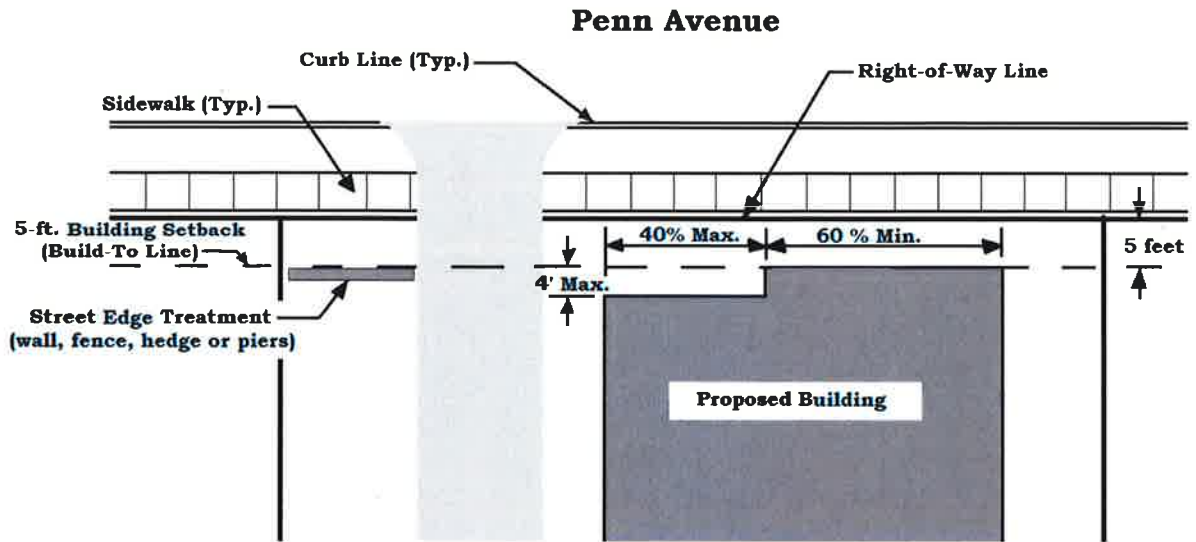 Penn Avenue
Curb Line (Typ.)
Right-of-Way Line
Sidewalk (Typ.)
5-ft. Building Setback
(Build-To Line)
40% Max.
60 % Min.
5 feet
4' Max.
Street Edge Treatment
(wall, fence, hedge or piers)
Proposed Building